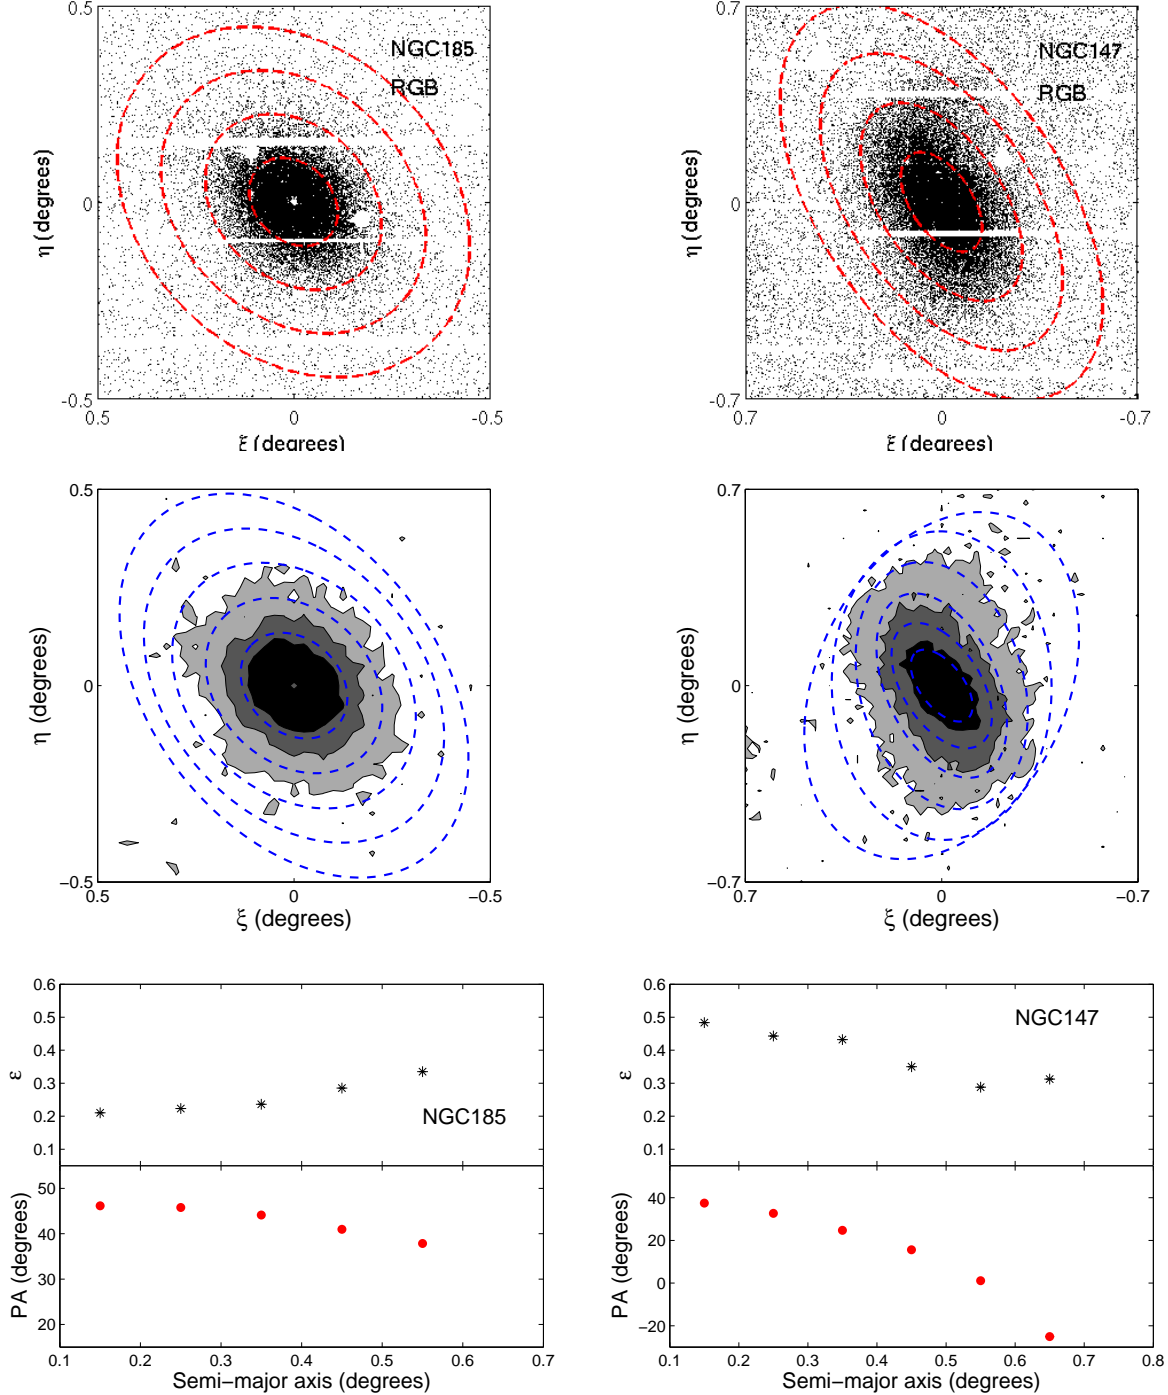 0.5
NGC185
RGB
η (degrees)
0
-0.5
0.5
0
-0.5
ξ (degrees)
0.7
NGC147
RGB
η (degrees)
0
-0.7
0.7
0
-0.7
ξ (degrees)
0.5
η (degrees)
0
−0.5
0.5
0
−0.5
ξ (degrees)
0.7
η (degrees)
0
−0.7
0.7
0
−0.7
ξ (degrees)
0.6
0.5
0.4
ε
0.3
0.2
0.1
NGC185
50
40
30
20
PA (degrees)
0.1 0.2 0.3 0.4 0.5 0.6 0.7
Semi−major axis (degrees)
0.6
0.5
0.4
ε
0.3
0.2
0.1
NGC147
40
20
0
−20
PA (degrees)
0.1 0.2 0.3 0.4 0.5 0.6 0.7 0.8
Semi−major axis (degrees)